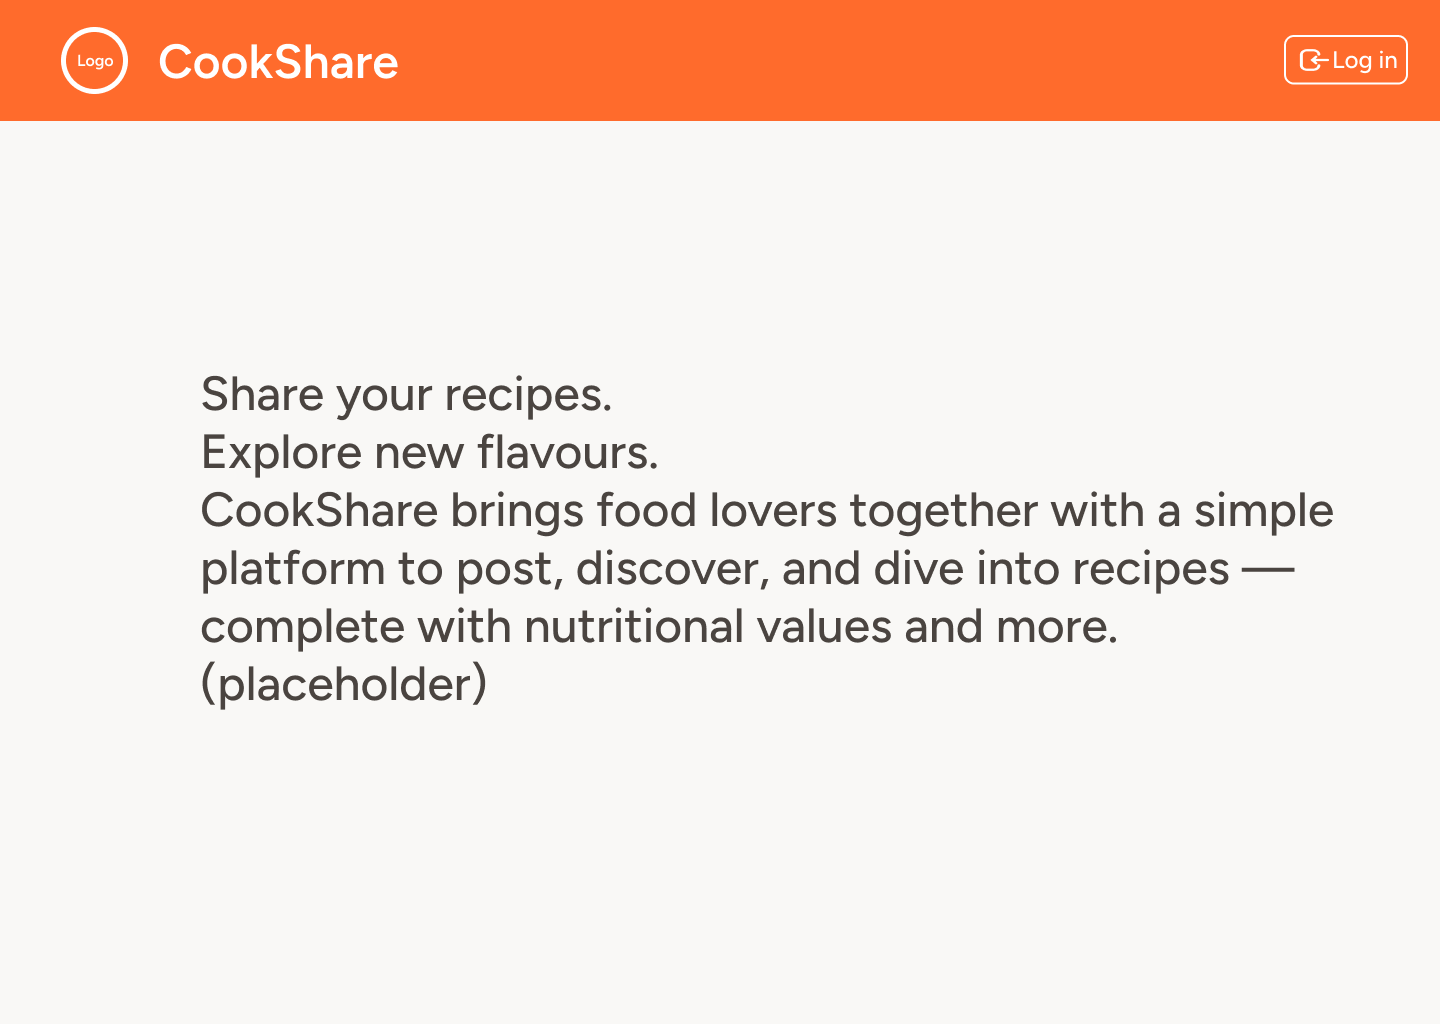 Logo
CookShare
Log in
Share your recipes.
Explore new flavours.
CookShare brings food lovers together with a simple
platform to post, discover, and dive into recipes —
complete with nutritional values and more.
(placeholder)